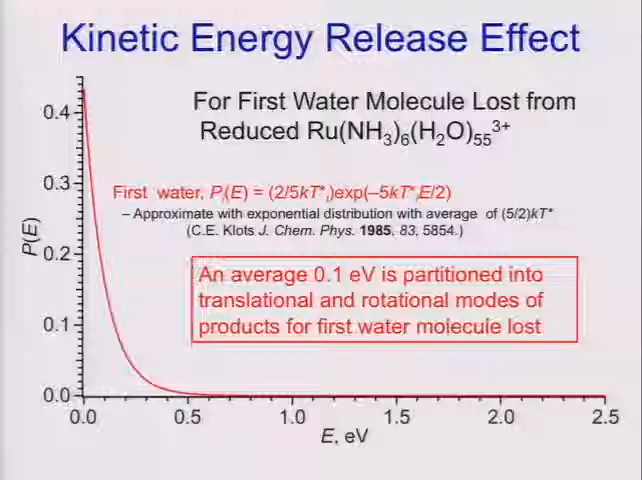 Kinetic Energy Release Effect
For First Water Molecule Lost from
Reduced Ru(NH3)6(H2O)55 3+
First water, Pi(E) = (2/5kT*i)exp(–5kT*iE/2)
– Approximate with exponential distribution with average of (5/2)kT*
(C.E. Klots J. Chem. Phys. 1985, 83, 5854.)
An average 0.1 eV is partitioned into
translational and rotational modes of
products for first water molecule lost
P(E)
0.4
0.3
0.2
0.1
0.0
0.0 0.5 1.0 1.5 2.0 2.5
E, eV